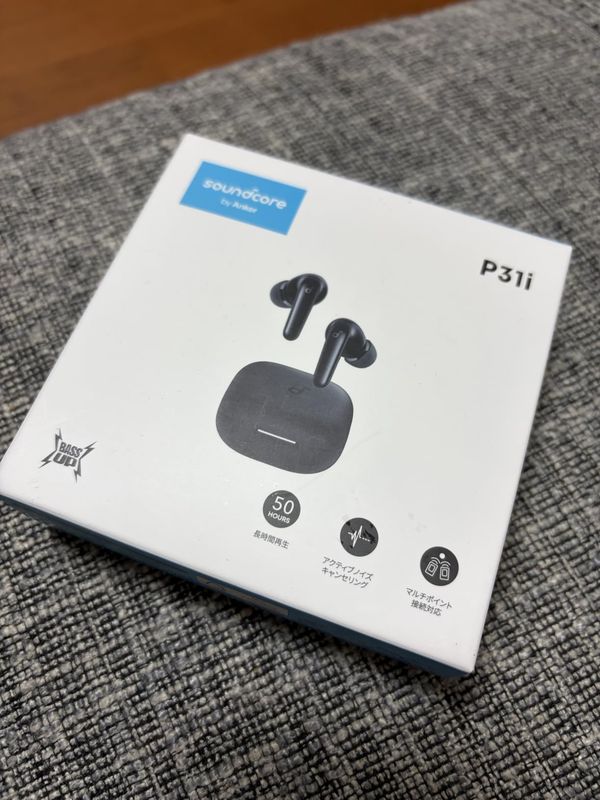 soundcore
by Anker
P31i
BASS
UP
50
HOURS
長時間再生
アクティブノイズ
キャンセリング
マルチポイント
接続対応